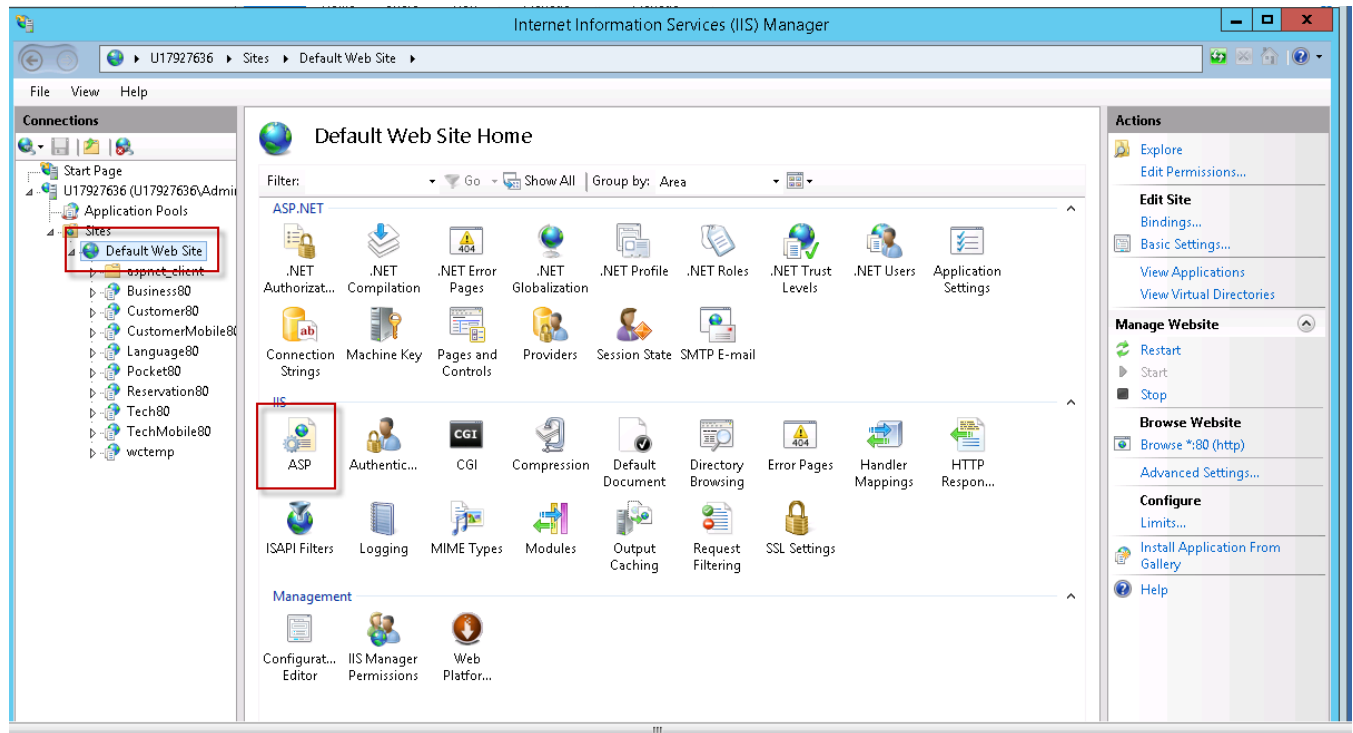 Internet Information Services (IIS) Manager
U17927636 Sites Default Web Site
File View Help
Connections
Start Page
U17927636 (U17927636\Admi
Application Pools
Sites
Default Web Site
aspnet_client
Business80
Customer80
CustomerMobile80
Language80
Pocket80
Reservation80
Tech80
TechMobile80
wctemp
Default Web Site Home
Filter: Go Show All Group by: Area
ASP.NET
.NET Authorizat...
.NET Compilation
.NET Error Pages
.NET Globalization
.NET Profile
.NET Roles
.NET Trust Levels
.NET Users
Application Settings
404
ab
Connection Strings
Machine Key
Pages and Controls
Providers
Session State
SMTP E-mail
IIS
CGI
404
ASP
Authentic...
CGI
Compression
Default Document
Directory Browsing
Error Pages
Handler Mappings
HTTP Respon...
ISAPI Filters
Logging
MIME Types
Modules
Output Caching
Request Filtering
SSL Settings
Management
Configurat... Editor
IIS Manager Permissions
Web Platfor...
Actions
Explore
Edit Permissions...
Edit Site
Bindings...
Basic Settings...
View Applications
View Virtual Directories
Manage Website
Restart
Start
Stop
Browse Website
Browse *:80 (http)
Advanced Settings...
Configure
Limits...
Install Application From
Gallery
Help